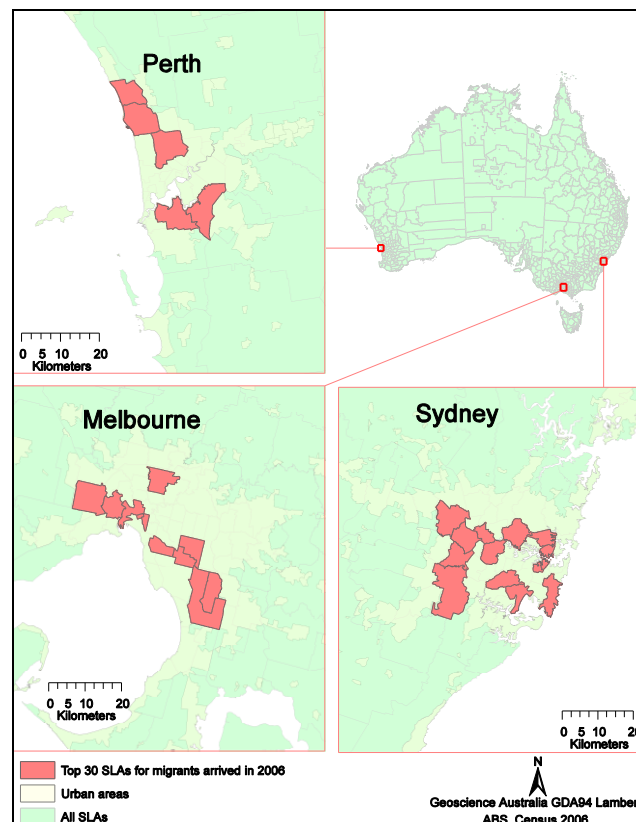 Perth
0 5 10 20
Kilometers
Melbourne
0 5 10 20
Kilometers
Sydney
0 5 10 20
Kilometers
Top 30 SLAs for migrants arrived in 2006
Urban areas
All SLAs
N
Geoscience Australia GDA94 Lamber
ABS, Census 2006